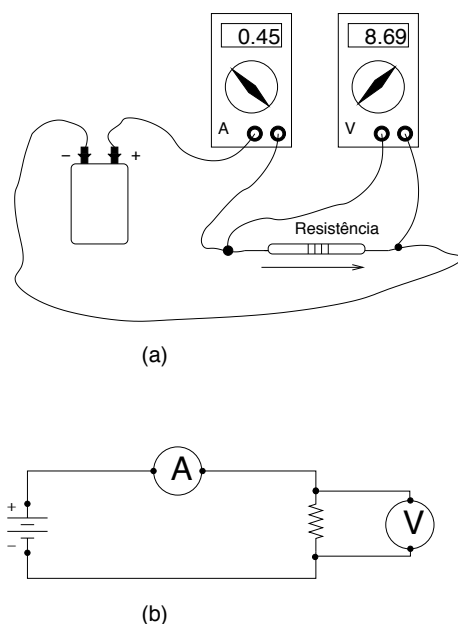 0.45
8.69
A
V
− +
Resistência
(a)
A
+
−
V
(b)